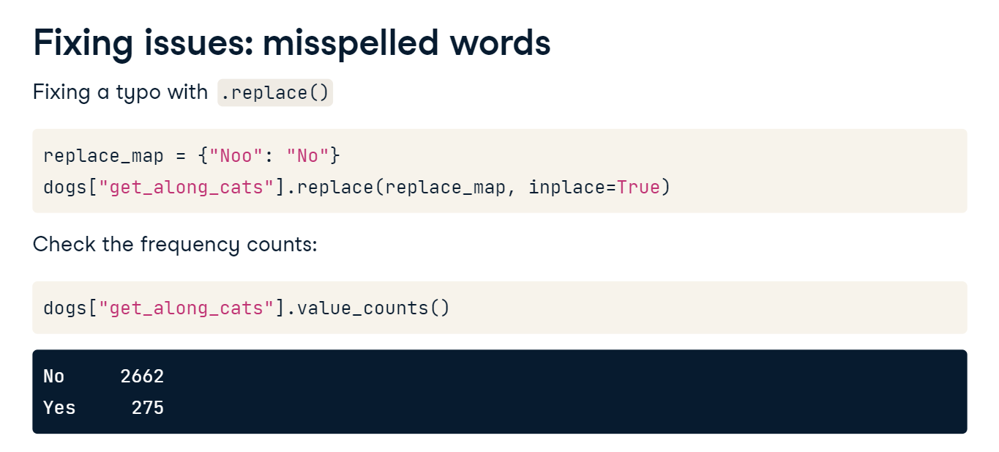 Fixing issues: misspelled words
Fixing a typo with .replace()
replace_map = {"Noo": "No"}
dogs["get_along_cats"].replace(replace_map, inplace=True)
Check the frequency counts:
dogs["get_along_cats"].value_counts()
No     2662
Yes     275